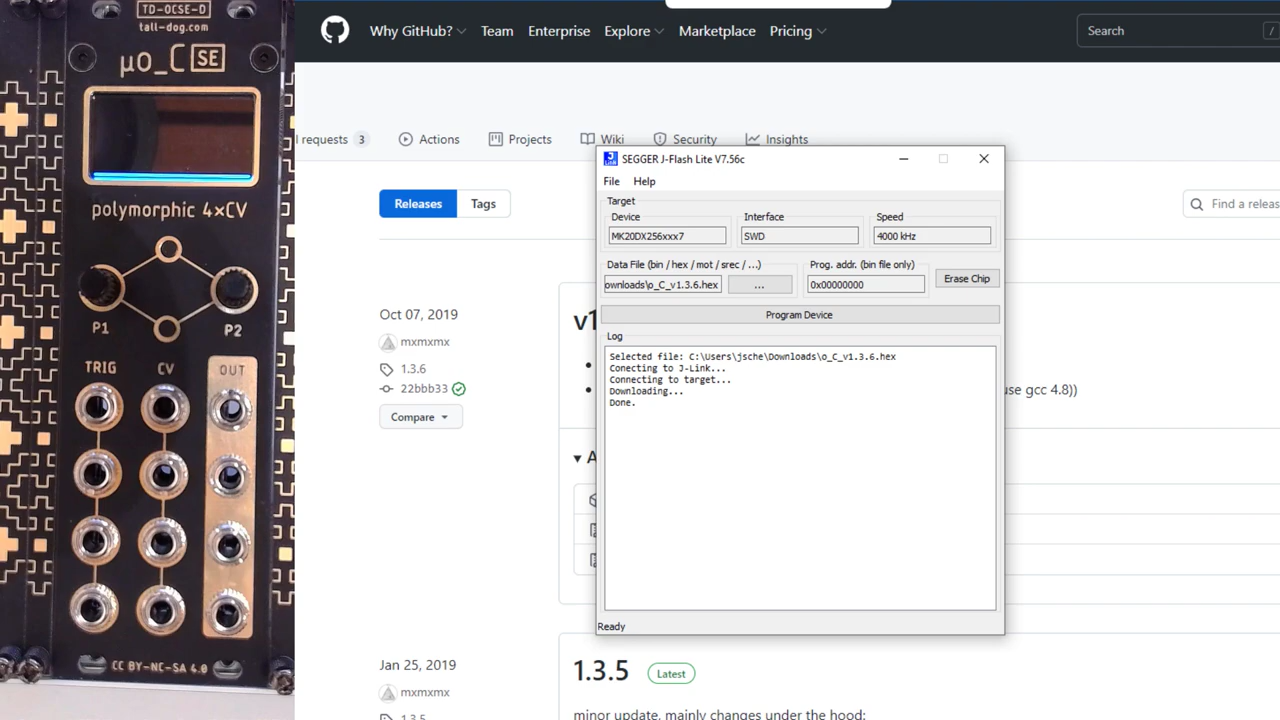 TD-OCSE-D
tall-dog.com
µo_C SE
polymorphic 4xCV
P1
P2
TRIG
CV
OUT
CC BY-NC-SA 4.0
Why GitHub?
Team
Enterprise
Explore
Marketplace
Pricing
Search
/
l requests 3
Actions
Projects
Wiki
Security
Insights
Releases
Tags
Find a releas
Oct 07, 2019
mxmxmx
1.3.6
22bbb33
Compare
v1
use gcc 4.8))
A
SEGGER J-Flash Lite V7.56c
File Help
Target
Device
MK20DX256xxx7
Interface
SWD
Speed
4000 kHz
Data File (bin / hex / mot / srec / ...)
ownloads\o_C_v1.3.6.hex
...
Prog. addr. (bin file only)
0x00000000
Erase Chip
Program Device
Log
Selected file: C:\Users\jsche\Downloads\o_C_v1.3.6.hex
Conecting to J-Link...
Connecting to target...
Downloading...
Done.
Ready
Jan 25, 2019
mxmxmx
1.3.5
1.3.5 Latest
minor update, mainly changes under the hood: